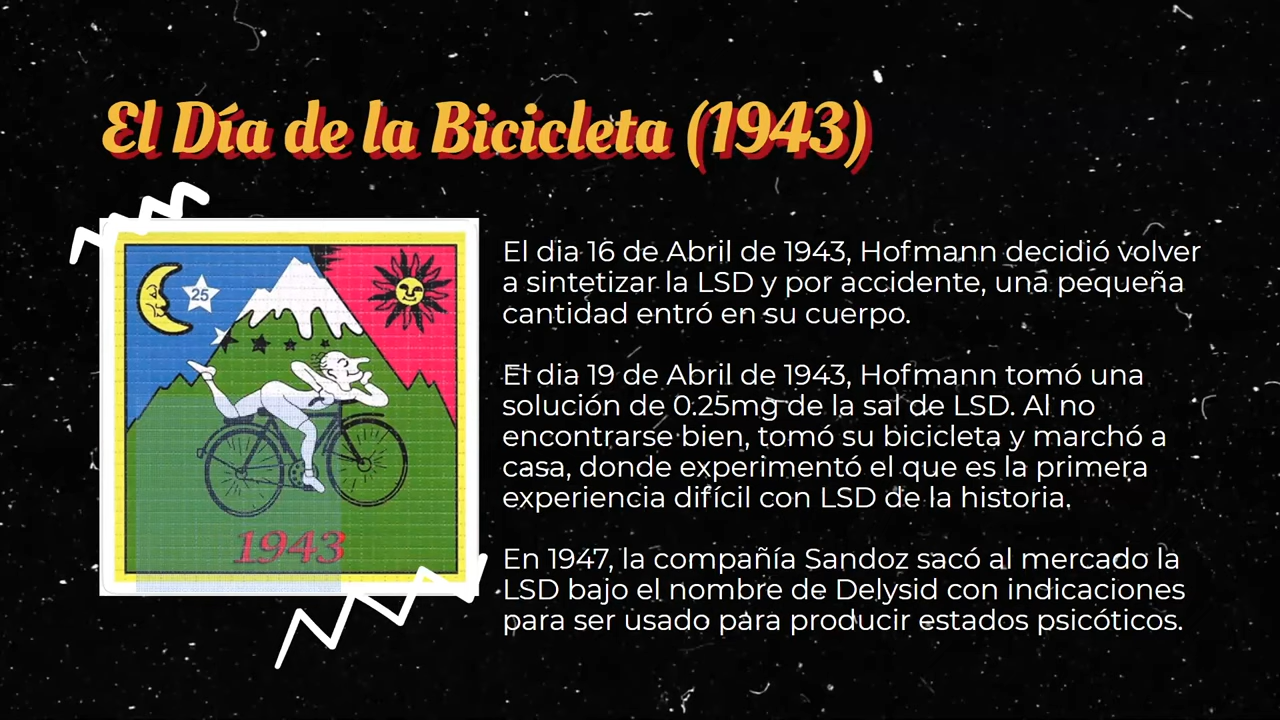 El Día de la Bicicleta (1943)
25
1943
El dia 16 de Abril de 1943, Hofmann decidió volver
a sintetizar la LSD y por accidente, una pequeña
cantidad entró en su cuerpo.
El dia 19 de Abril de 1943, Hofmann tomó una
solución de 0.25mg de la sal de LSD. Al no
encontrarse bien, tomó su bicicleta y marchó a
casa, donde experimentó el que es la primera
experiencia difícil con LSD de la historia.
En 1947, la compañía Sandoz sacó al mercado la
LSD bajo el nombre de Delysid con indicaciones
para ser usado para producir estados psicóticos.